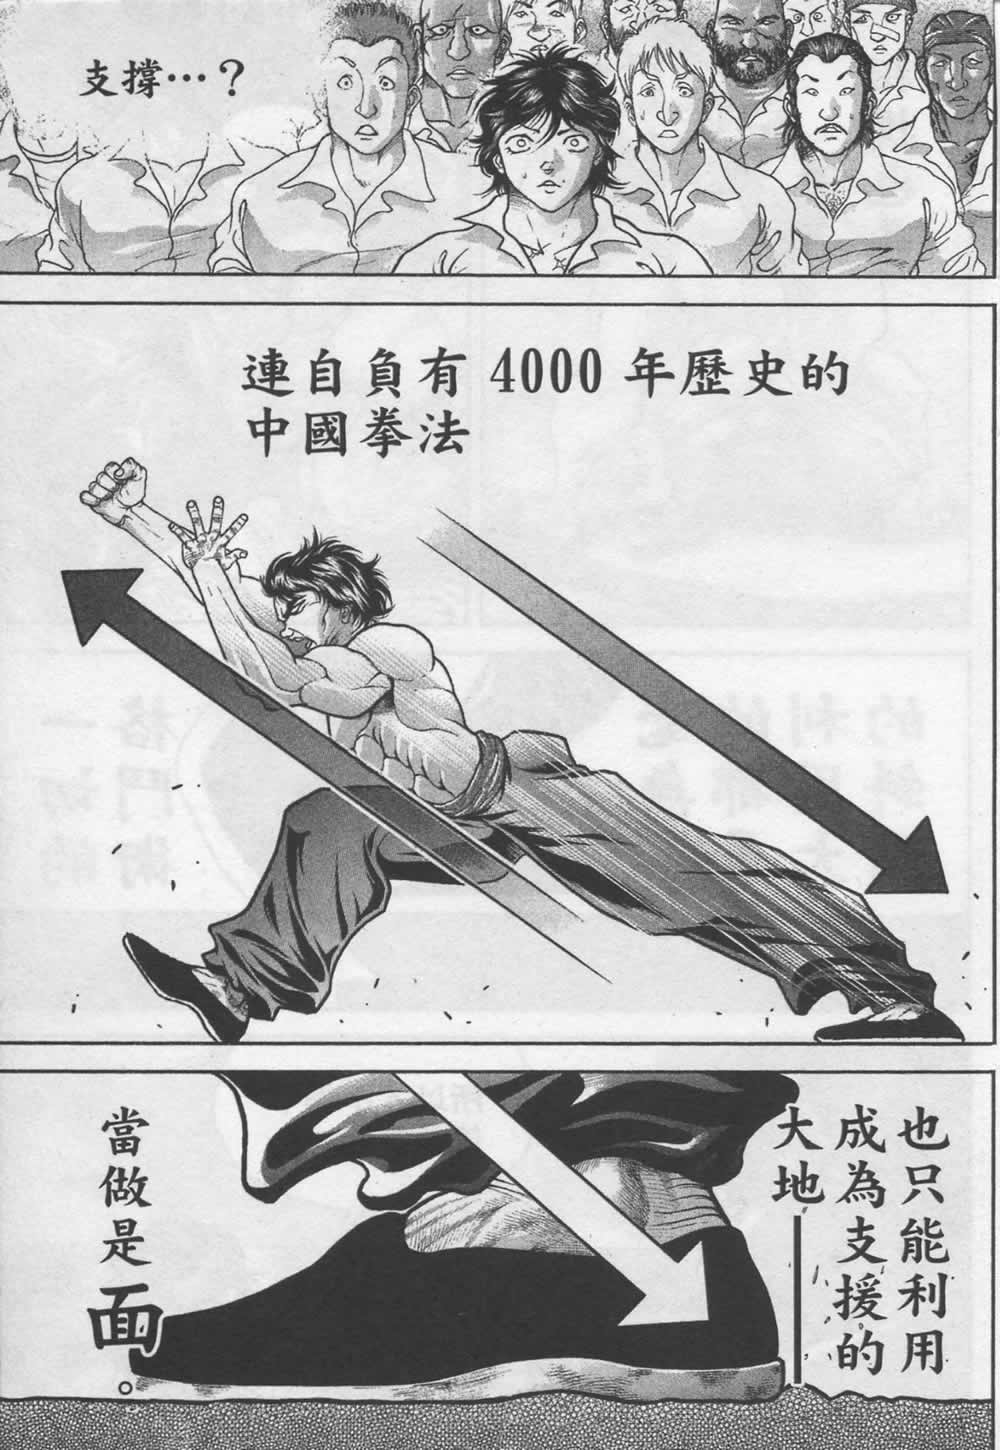 支撐…？
連自負有 4000 年歷史的
中國拳法
也只能利用
成為支援的
大地——
當做是面。